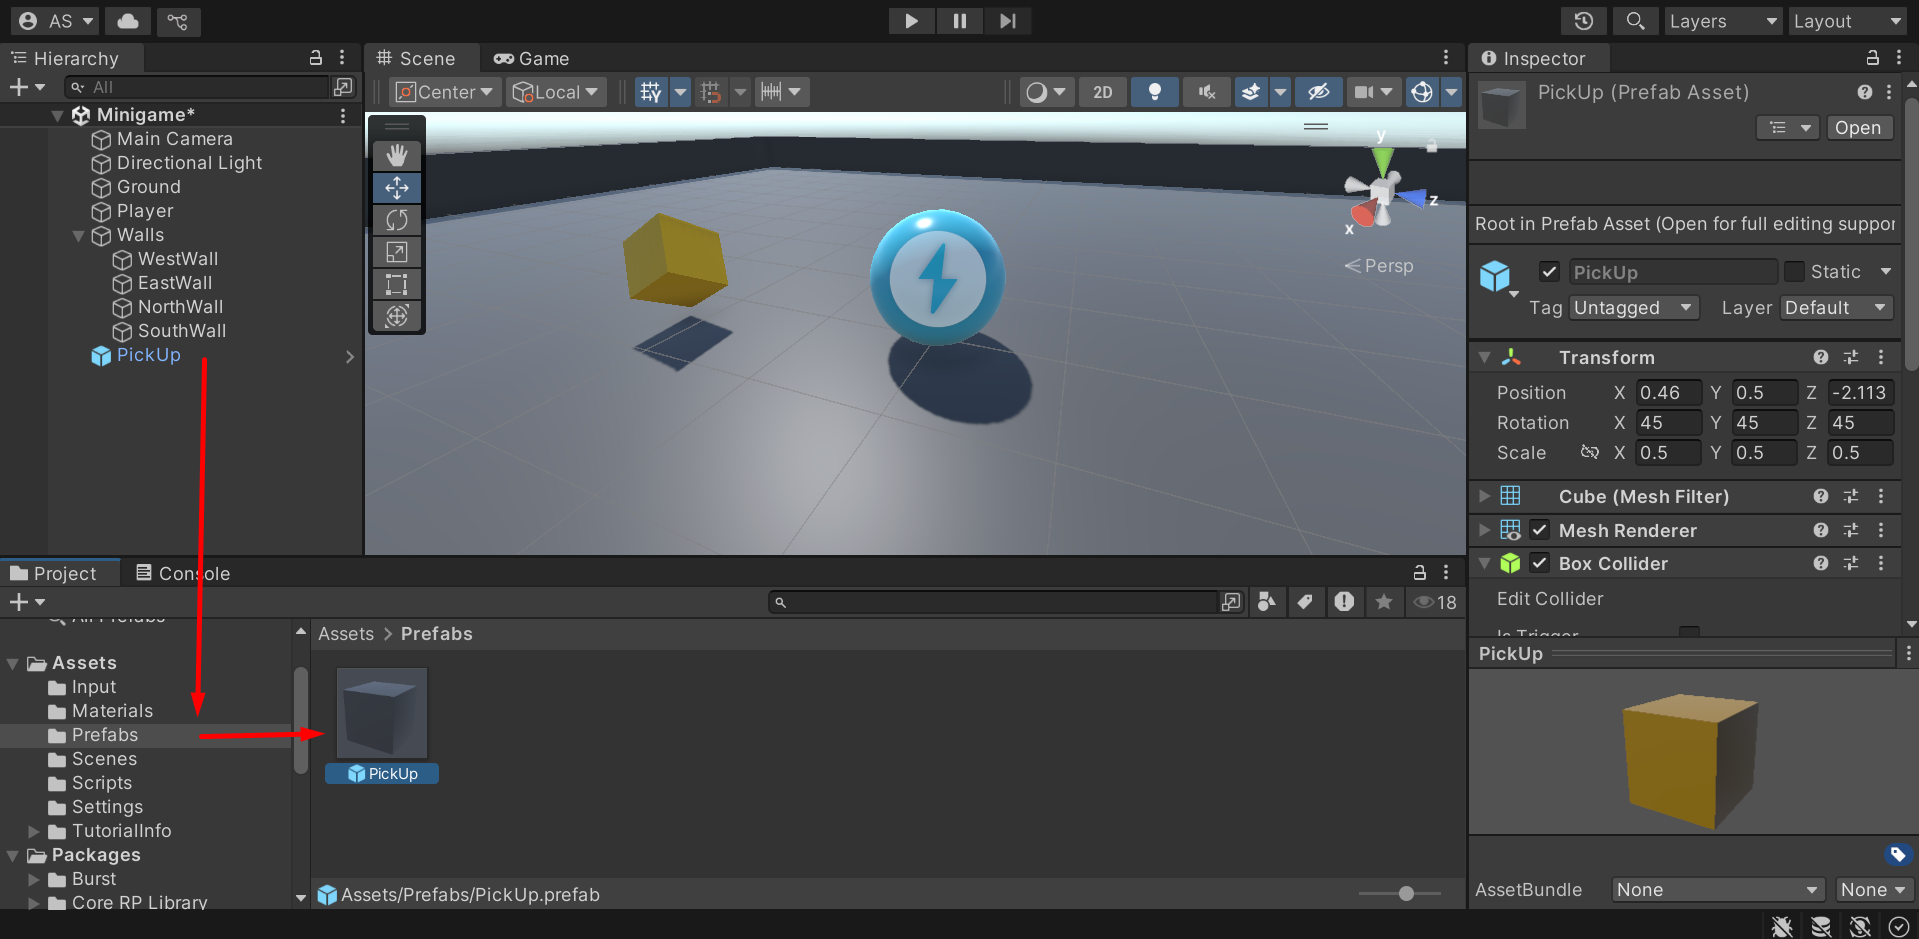 AS
Layers
Layout
Hierarchy
All
Minigame*
Main Camera
Directional Light
Ground
Player
Walls
WestWall
EastWall
NorthWall
SouthWall
PickUp
Scene
Game
Center
Local
2D
y
z
x
Persp
Inspector
PickUp (Prefab Asset)
Open
Root in Prefab Asset (Open for full editing suppor
PickUp
Static
Tag Untagged Layer Default
Transform
Position X 0.46 Y 0.5 Z -2.113
Rotation X 45 Y 45 Z 45
Scale X 0.5 Y 0.5 Z 0.5
Cube (Mesh Filter)
Mesh Renderer
Box Collider
Edit Collider
Is Trigger
PickUp
AssetBundle None None
Project
Console
18
All Prefabs
Assets
Input
Materials
Prefabs
Scenes
Scripts
Settings
TutorialInfo
Packages
Burst
Core RP Library
Assets > Prefabs
PickUp
Assets/Prefabs/PickUp.prefab